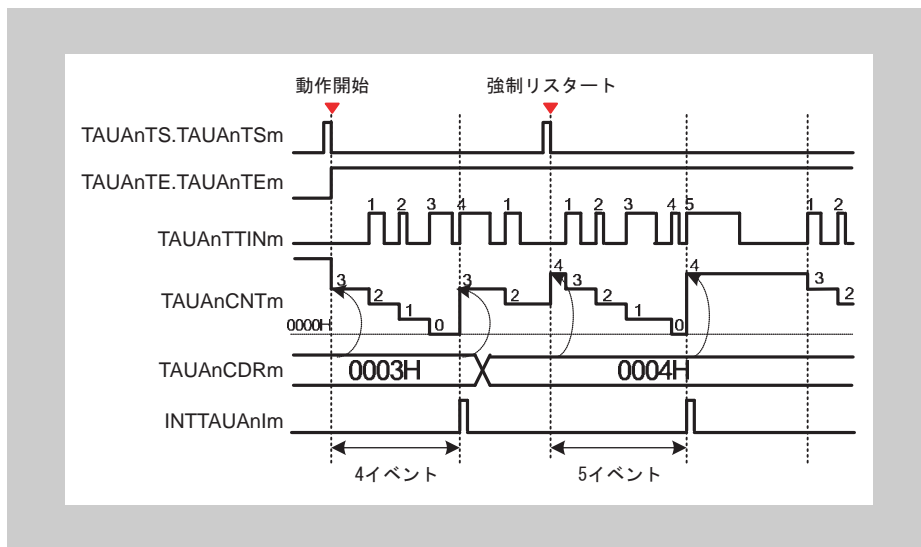 動作開始 強制リスタート
TAUAnTS.TAUAnTSm
TAUAnTE.TAUAnTEm
1 2 3 4 1 1 2 3 4 5 1 2
TAUAnTTINm
3 2 1 0 3 2 4 3 2 1 0 4 3 2
TAUAnCNTm
0000H
TAUAnCDRm 0003H 0004H
INTTAUAnIm
4イベント 5イベント